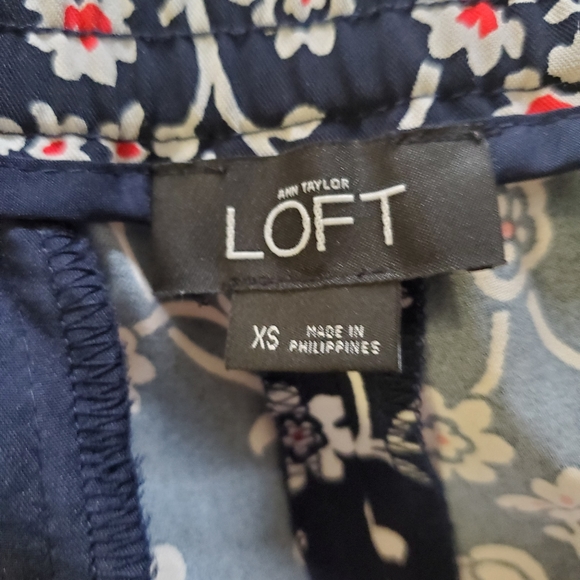 ANN TAYLOR
LOFT
XS
MADE IN
PHILIPPINES